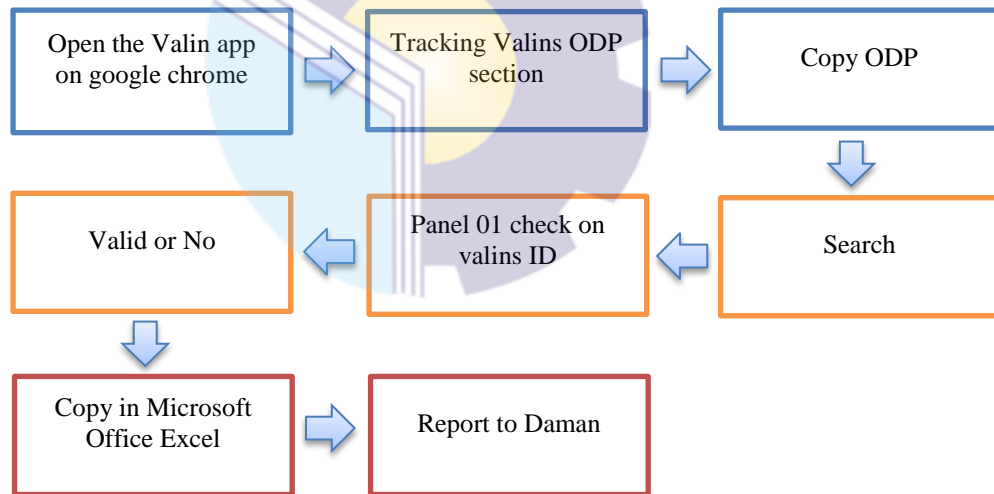 Open the Valin app
on google chrome
Tracking Valins ODP
section
Copy ODP
Search
Panel 01 check on
valins ID
Valid or No
Copy in Microsoft
Office Excel
Report to Daman